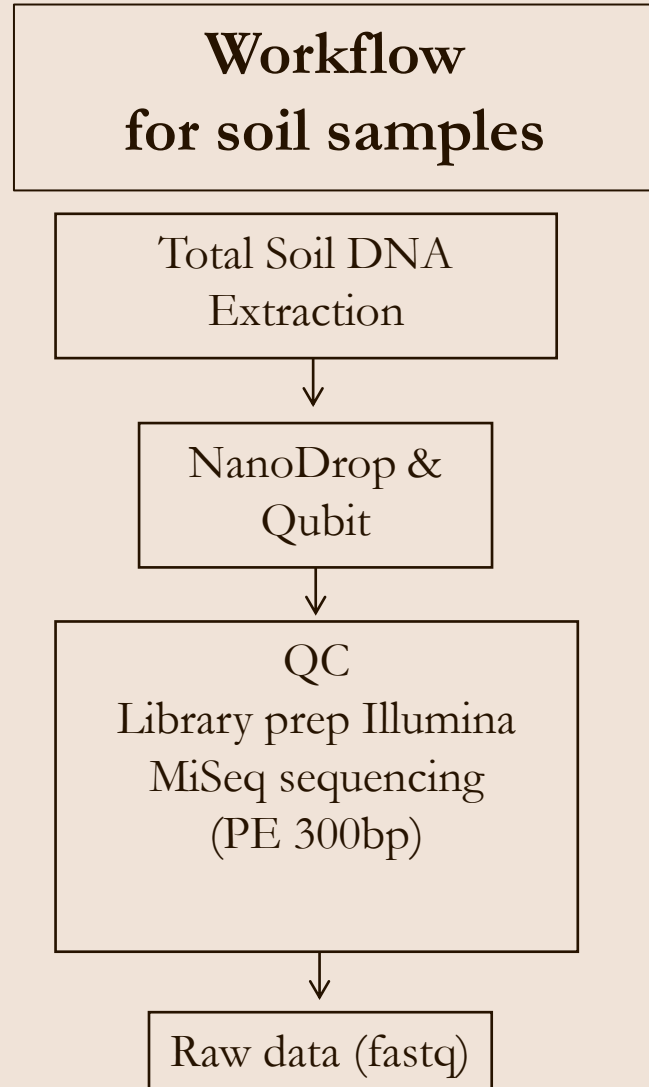 Workflow
for soil samples
Total Soil DNA
Extraction
NanoDrop &
Qubit
QC
Library prep Illumina
MiSeq sequencing
(PE 300bp)
Raw data (fastq)